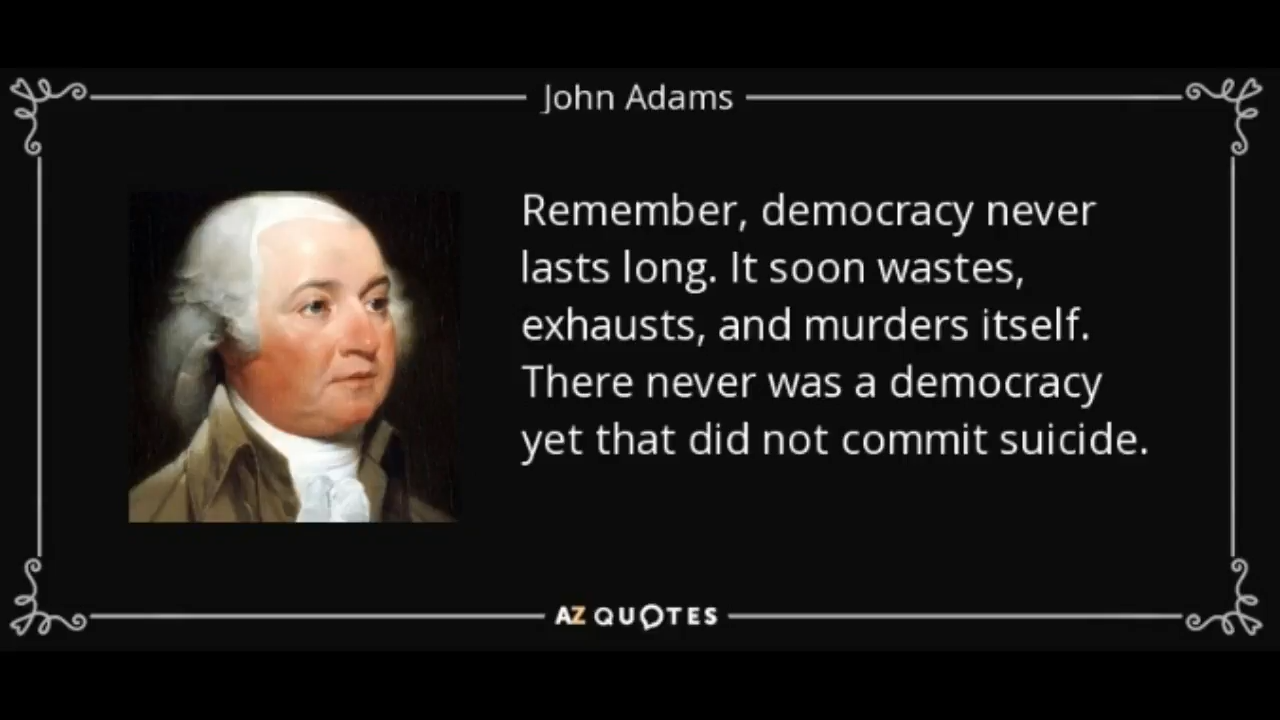 John Adams
Remember, democracy never
lasts long. It soon wastes,
exhausts, and murders itself.
There never was a democracy
yet that did not commit suicide.
AZ QUOTES